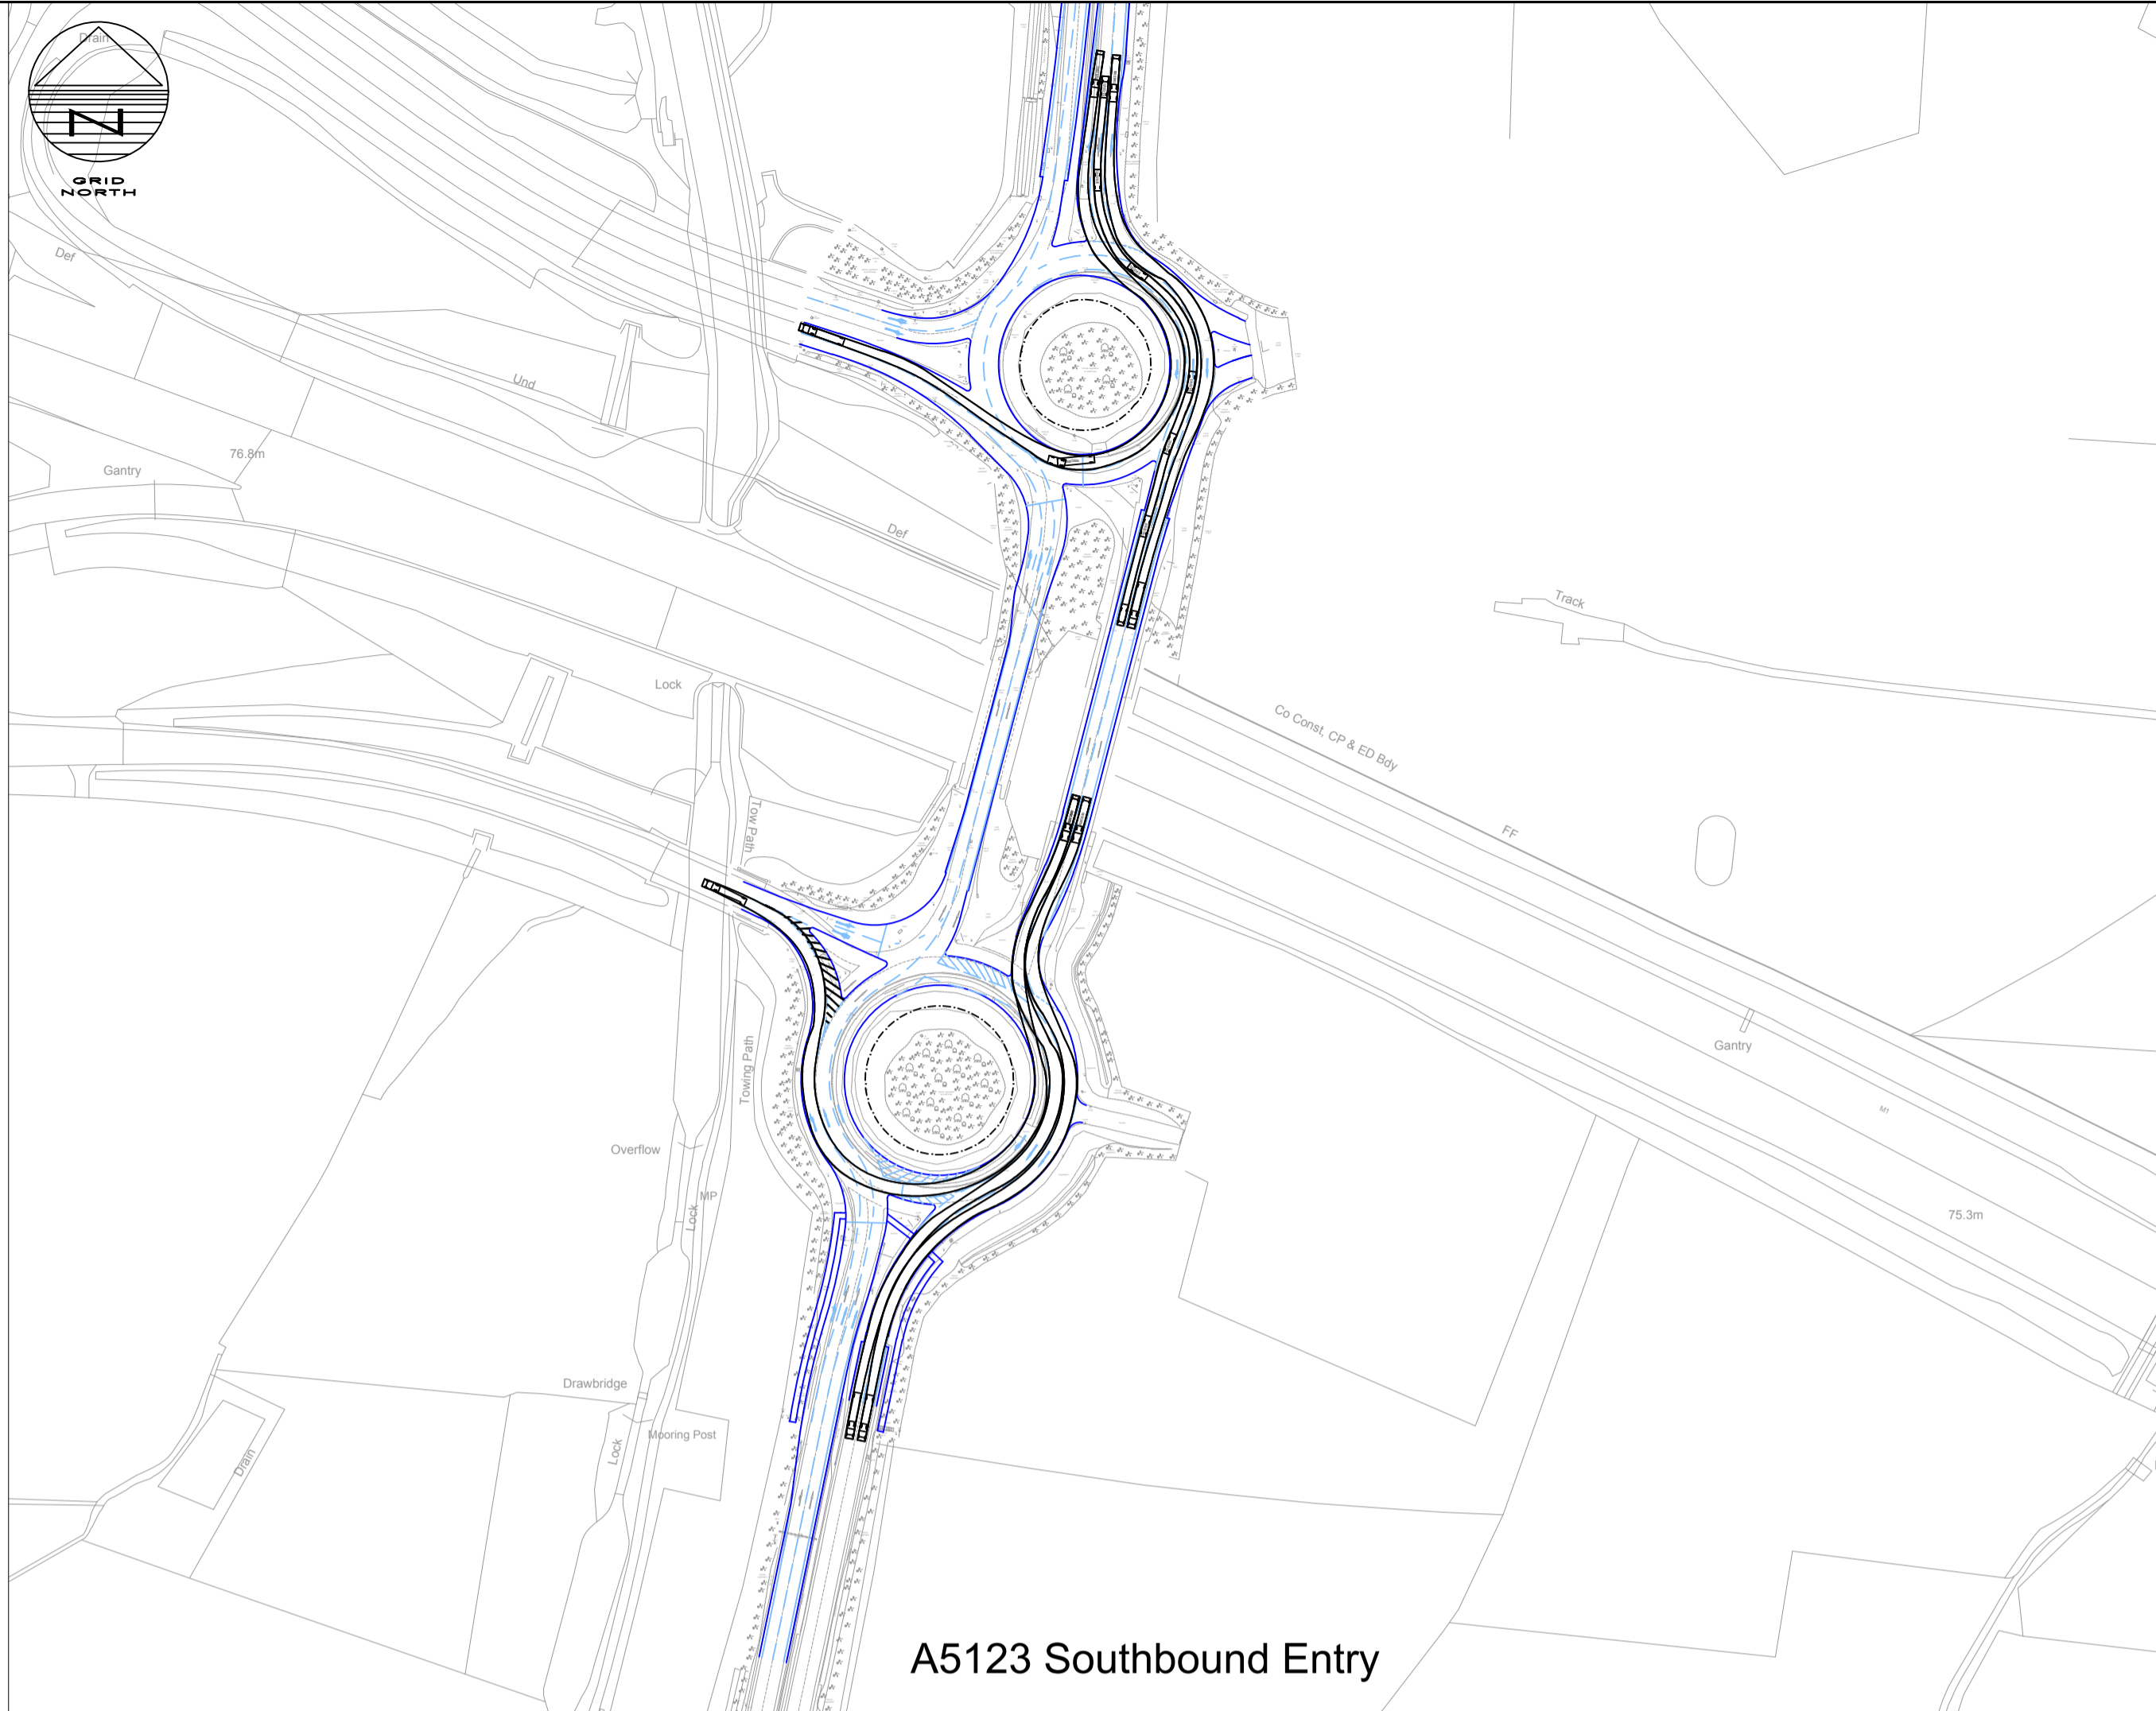 Drain
N
GRID
NORTH
Def
Und
76.8m
Gantry
Def
Track
Lock
Co Const, CP & ED Bdy
Tow Path
FF
Gantry
Towing Path
M1
Overflow
MP
Lock
75.3m
Drawbridge
Mooring Post
Lock
Drain
A5123 Southbound Entry